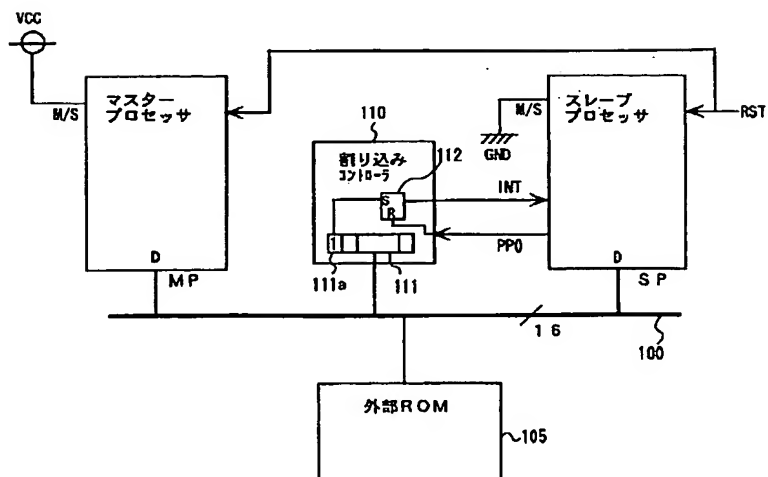 VCC
M/S
マスター
プロセッサ
D
MP
110
割り込み
コントローラ
112
S
R
1
111a
111
INT
PP0
M/S
GND
スレーブ
プロセッサ
RST
D
SP
16
100
外部ROM
105